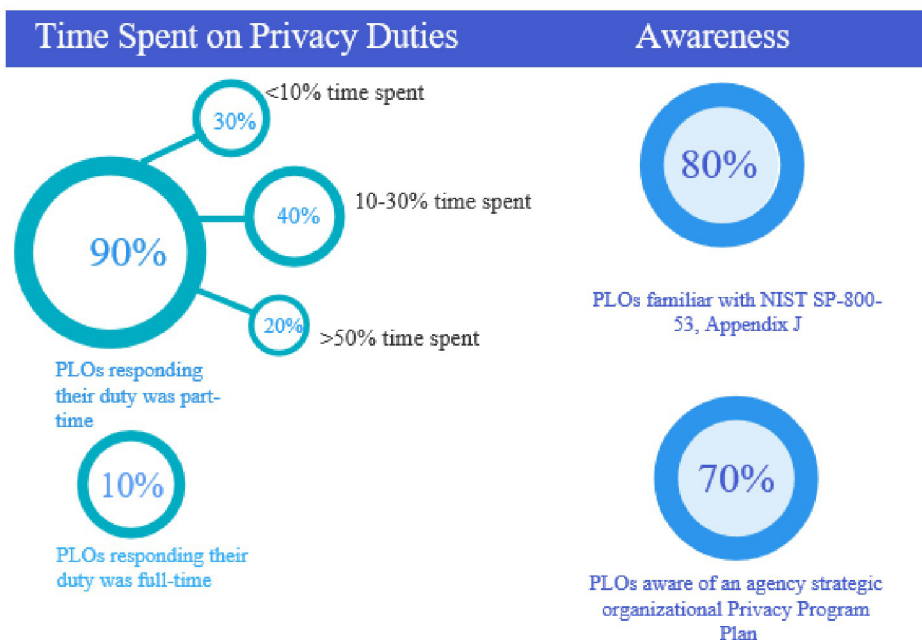 Time Spent on Privacy Duties
<10% time spent
30%
40%
10-30% time spent
90%
20%
>50% time spent
PLOs responding
their duty was part-
time
10%
PLOs responding their
duty was full-time
Awareness
80%
PLOs familiar with NIST SP-800-
53, Appendix J
70%
PLOs aware of an agency strategic
organizational Privacy Program
Plan